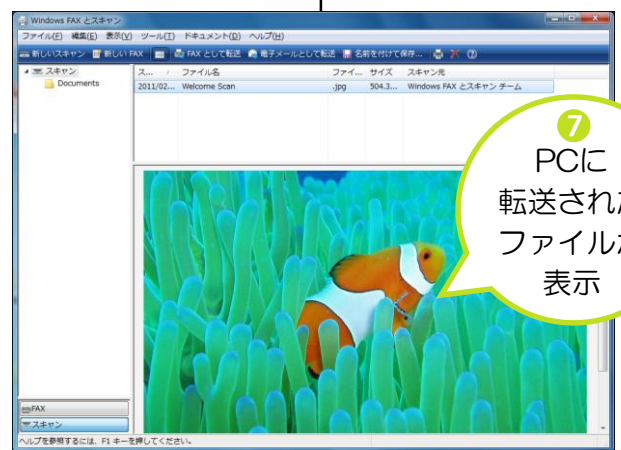 Windows FAX とスキャン
ファイル(F) 編集(E) 表示(V) ツール(T) ドキュメント(D) ヘルプ(H)
新しいスキャン 新しい FAX FAX として転送 電子メールとして転送 名前を付けて保存...
スキャン
Documents
ス... ファイル名 ファイ... サイズ スキャン元
2011/02... Welcome Scan .jpg 504.3... Windows FAX とスキャン チーム
7
PCに
転送された
ファイルが
表示
FAX
スキャン
ヘルプを参照するには、F1 キーを押してください。